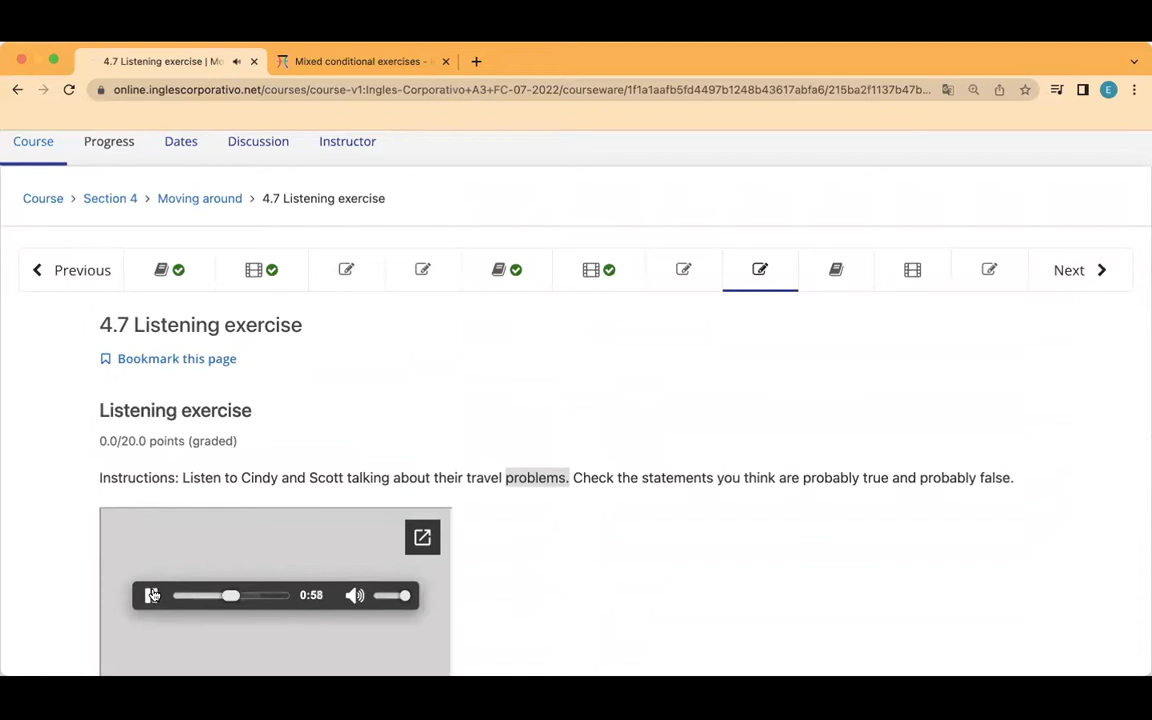 4.7 Listening exercise | Mo
Mixed conditional exercises -
online.inglescorporativo.net/courses/course-v1:Ingles-Corporativo+A3+FC-07-2022/courseware/1f1a1aafb5fd4497b1248b43617abfa6/215ba2f1137b47b...
E
Course Progress Dates Discussion Instructor
Course > Section 4 > Moving around > 4.7 Listening exercise
Previous
Next
4.7 Listening exercise
Bookmark this page
Listening exercise
0.0/20.0 points (graded)
Instructions: Listen to Cindy and Scott talking about their travel problems. Check the statements you think are probably true and probably false.
0:58